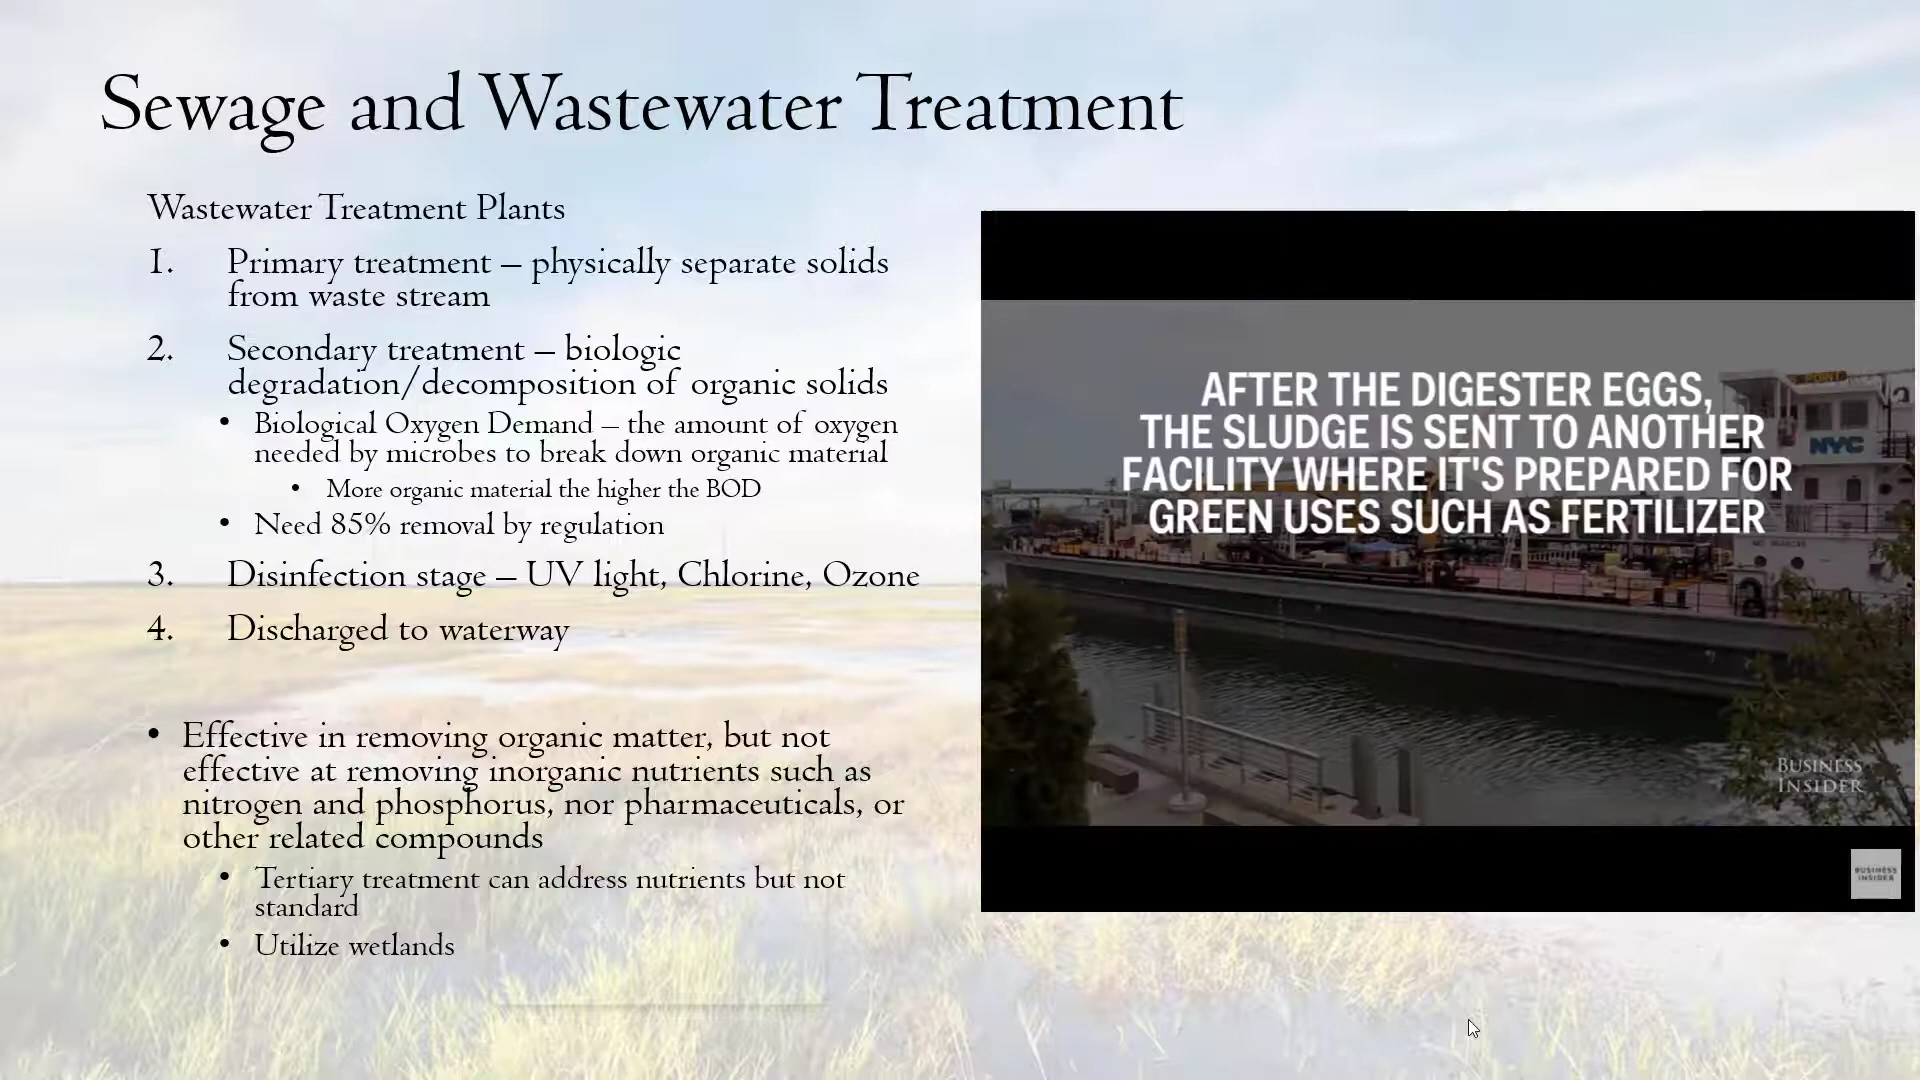 Sewage and Wastewater Treatment
Wastewater Treatment Plants
1. Primary treatment – physically separate solids
from waste stream
2. Secondary treatment – biologic
degradation/decomposition of organic solids
• Biological Oxygen Demand – the amount of oxygen
needed by microbes to break down organic material
• More organic material the higher the BOD
• Need 85% removal by regulation
3. Disinfection stage – UV light, Chlorine, Ozone
4. Discharged to waterway
• Effective in removing organic matter, but not
effective at removing inorganic nutrients such as
nitrogen and phosphorus, nor pharmaceuticals, or
other related compounds
• Tertiary treatment can address nutrients but not
standard
• Utilize wetlands
AFTER THE DIGESTER EGGS,
THE SLUDGE IS SENT TO ANOTHER
FACILITY WHERE IT'S PREPARED FOR
GREEN USES SUCH AS FERTILIZER
POINT
NYC
BUSINESS
INSIDER
BUSINESS
INSIDER